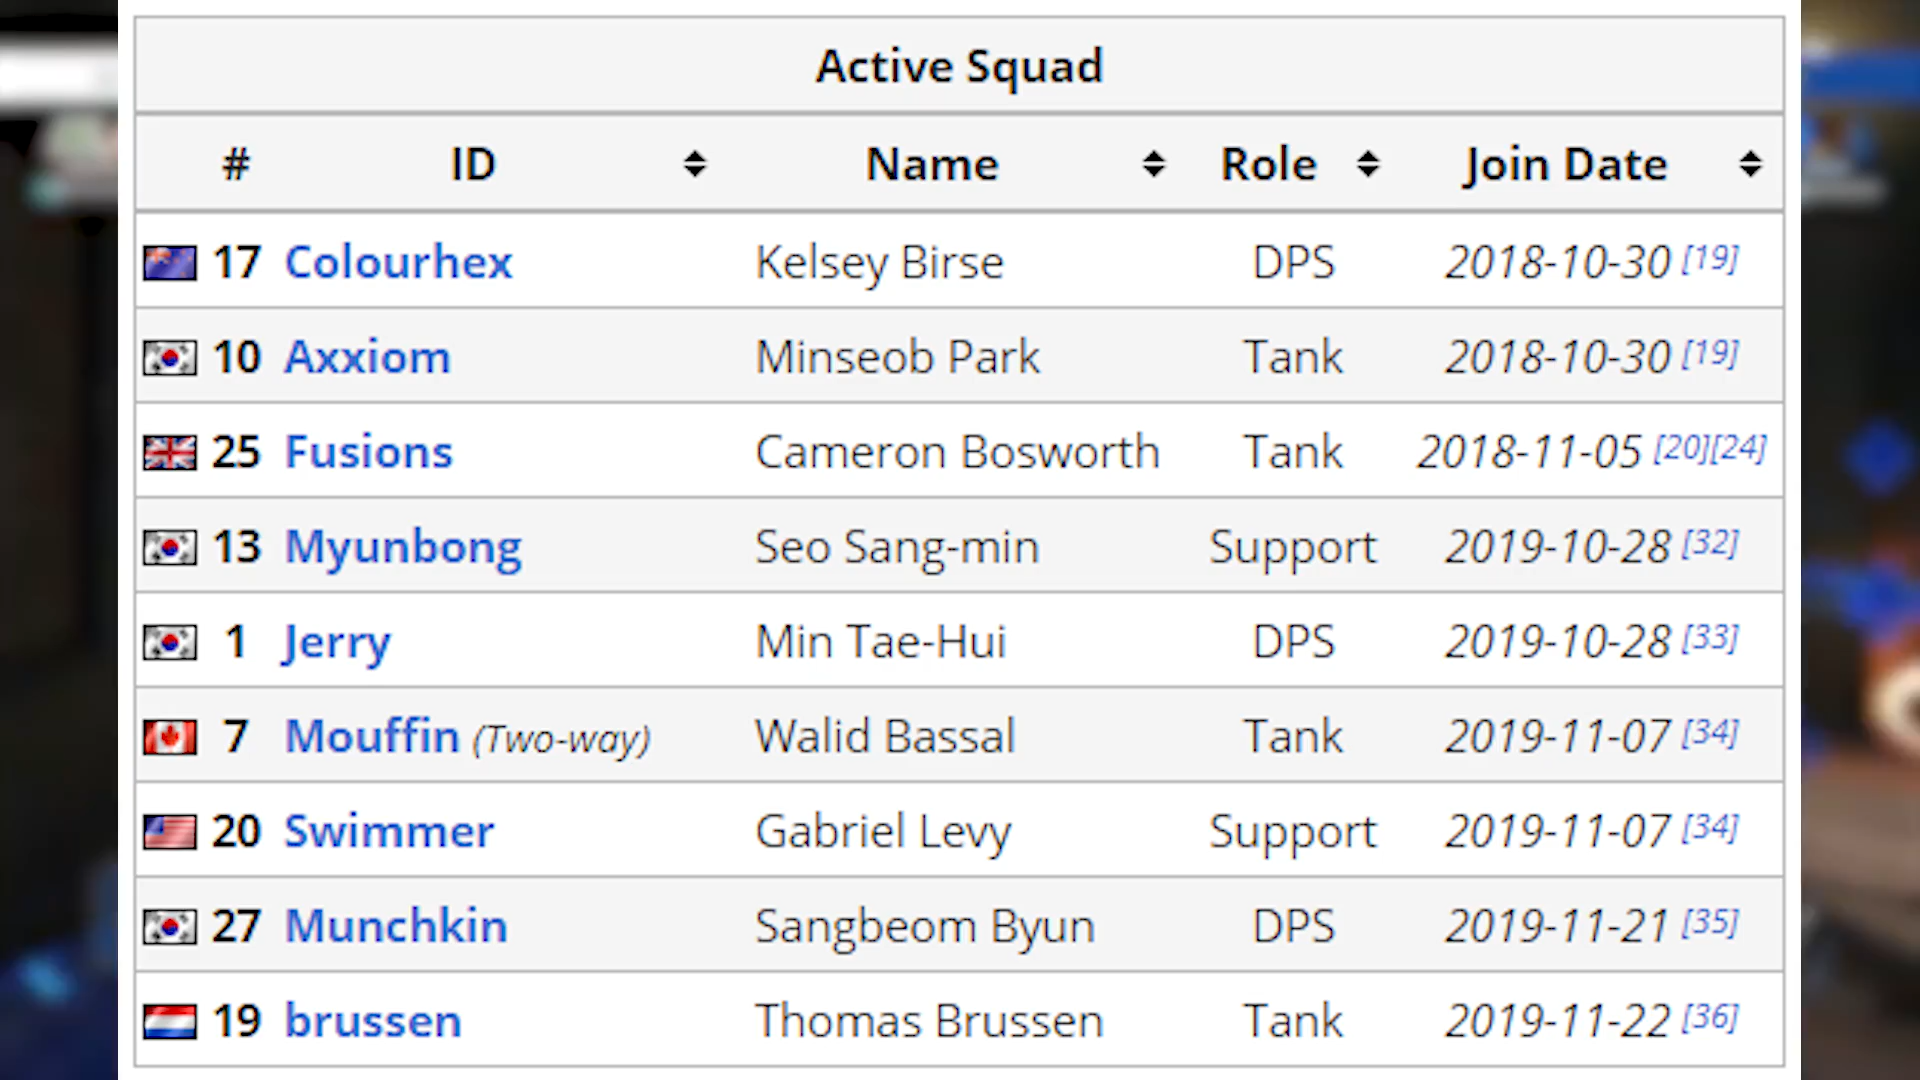 Active Squad
# ID Name Role Join Date
17 Colourhex Kelsey Birse DPS 2018-10-30 [19]
10 Axxiom Minseob Park Tank 2018-10-30 [19]
25 Fusions Cameron Bosworth Tank 2018-11-05 [20][24]
13 Myunbong Seo Sang-min Support 2019-10-28 [32]
1 Jerry Min Tae-Hui DPS 2019-10-28 [33]
7 Mouffin (Two-way) Walid Bassal Tank 2019-11-07 [34]
20 Swimmer Gabriel Levy Support 2019-11-07 [34]
27 Munchkin Sangbeom Byun DPS 2019-11-21 [35]
19 brussen Thomas Brussen Tank 2019-11-22 [36]